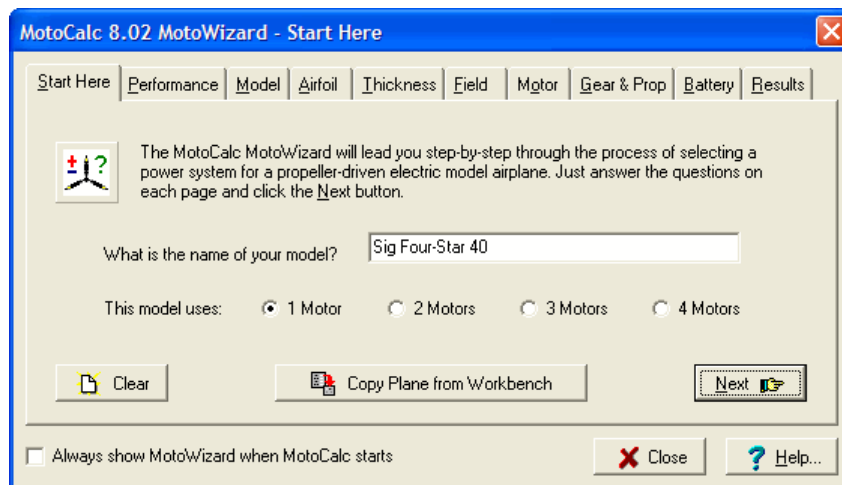 MotoCalc 8.02 MotoWizard - Start Here
Start Here Performance Model Airfoil Thickness Field Motor Gear & Prop Battery Results
The MotoCalc MotoWizard will lead you step-by-step through the process of selecting a
power system for a propeller-driven electric model airplane. Just answer the questions on
each page and click the Next button.
What is the name of your model? Sig Four-Star 40
This model uses: 1 Motor 2 Motors 3 Motors 4 Motors
Clear Copy Plane from Workbench Next
Always show MotoWizard when MotoCalc starts Close Help...